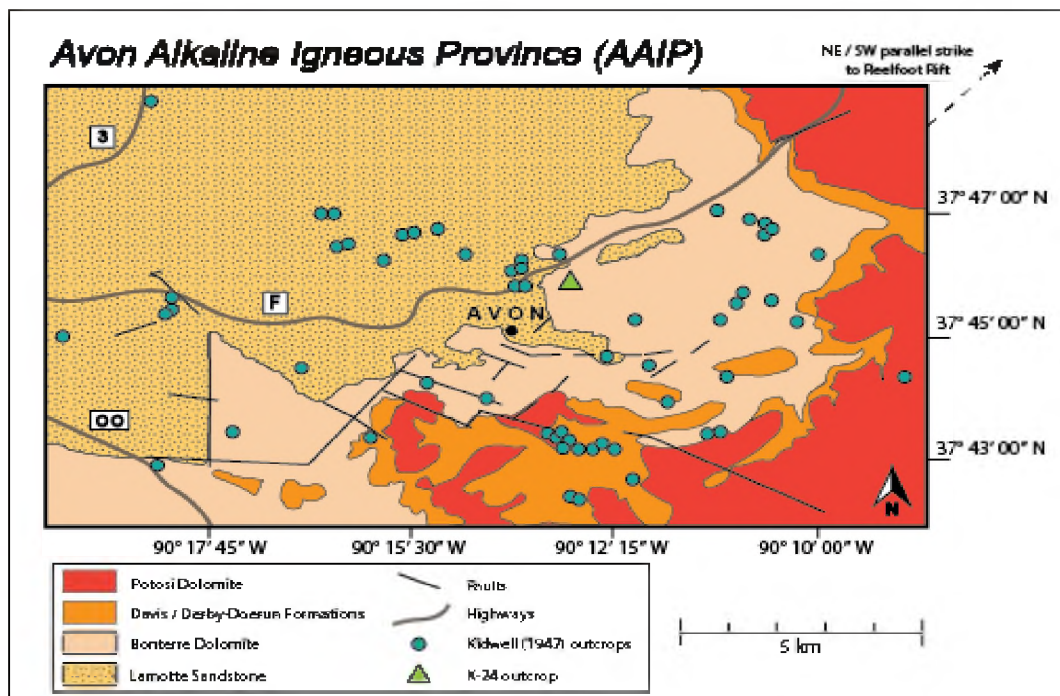 Avon Alkaline Igneous Province (AAIP)
NE / SW parallel strike
to Reelfoot Rift
3
37° 47' 00" N
F
AVON
37° 45' 00" N
OO
37° 43' 00" N
N
90° 17' 45" W
90° 15' 30" W
90° 12' 15" W
90° 10' 00" W
Potosi Dolomite
Faults
Davis / Derby-Doerun Formations
Highways
Bonterre Dolomite
Kidwell (1947) outcrops
Lamotte Sandstone
K-24 outcrop
5 km